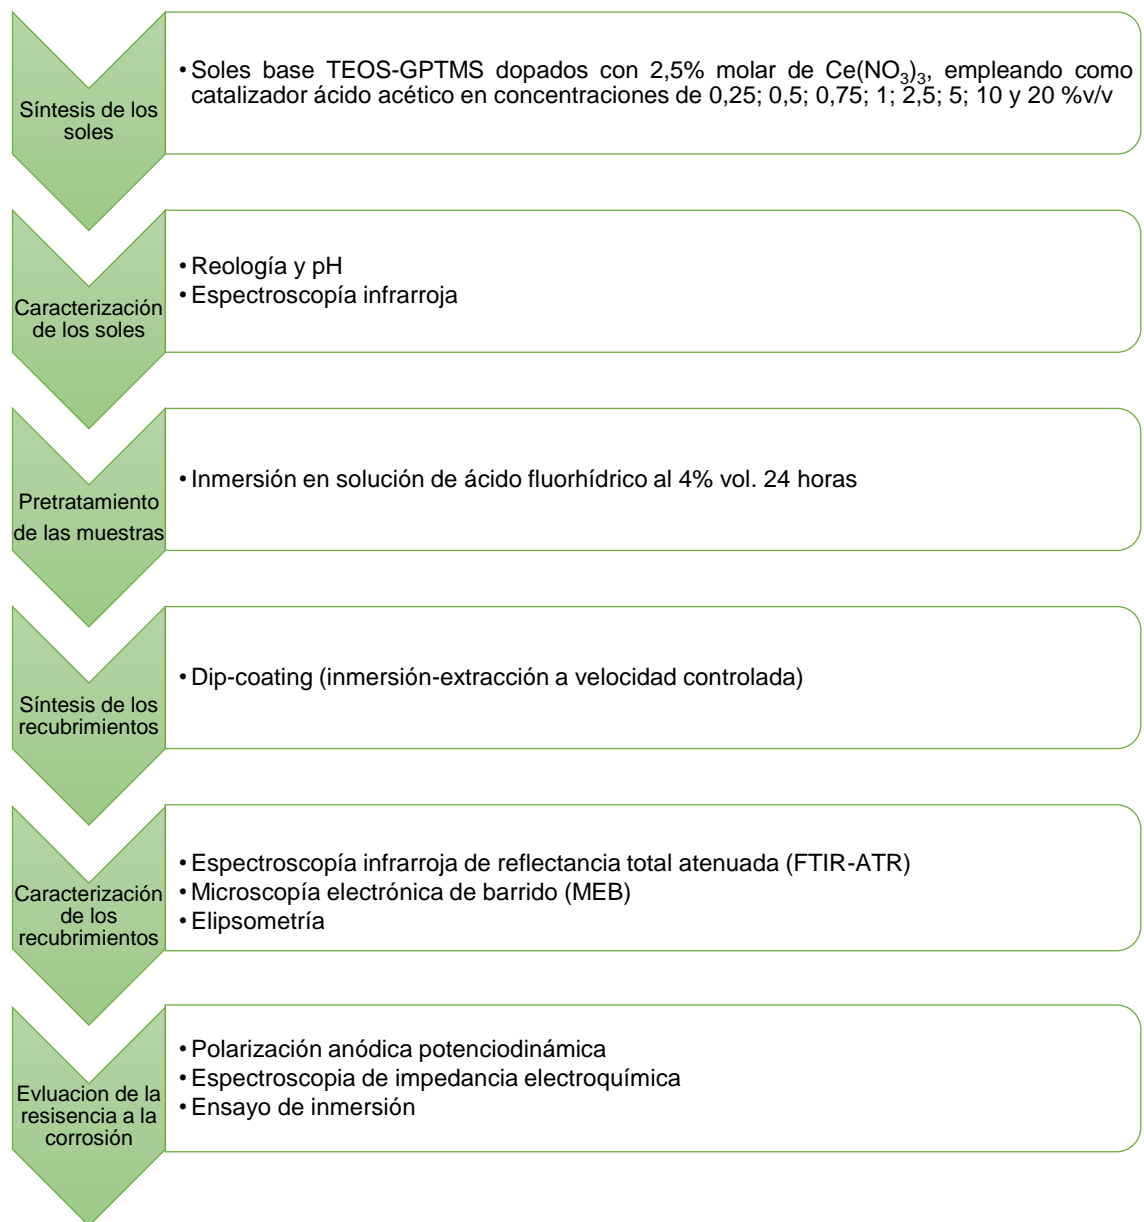 Síntesis de los
soles
• Soles base TEOS-GPTMS dopados con 2,5% molar de Ce(NO₃)₃, empleando como
catalizador ácido acético en concentraciones de 0,25; 0,5; 0,75; 1; 2,5; 5; 10 y 20 %v/v
Caracterización
de los soles
• Reología y pH
• Espectroscopía infrarroja
Pretratamiento
de las muestras
• Inmersión en solución de ácido fluorhídrico al 4% vol. 24 horas
Síntesis de los
recubrimientos
• Dip-coating (inmersión-extracción a velocidad controlada)
Caracterización
de los
recubrimientos
• Espectroscopía infrarroja de reflectancia total atenuada (FTIR-ATR)
• Microscopía electrónica de barrido (MEB)
• Elipsometría
Evluacion de la
resisencia a la
corrosión
• Polarización anódica potenciodinámica
• Espectroscopia de impedancia electroquímica
• Ensayo de inmersión